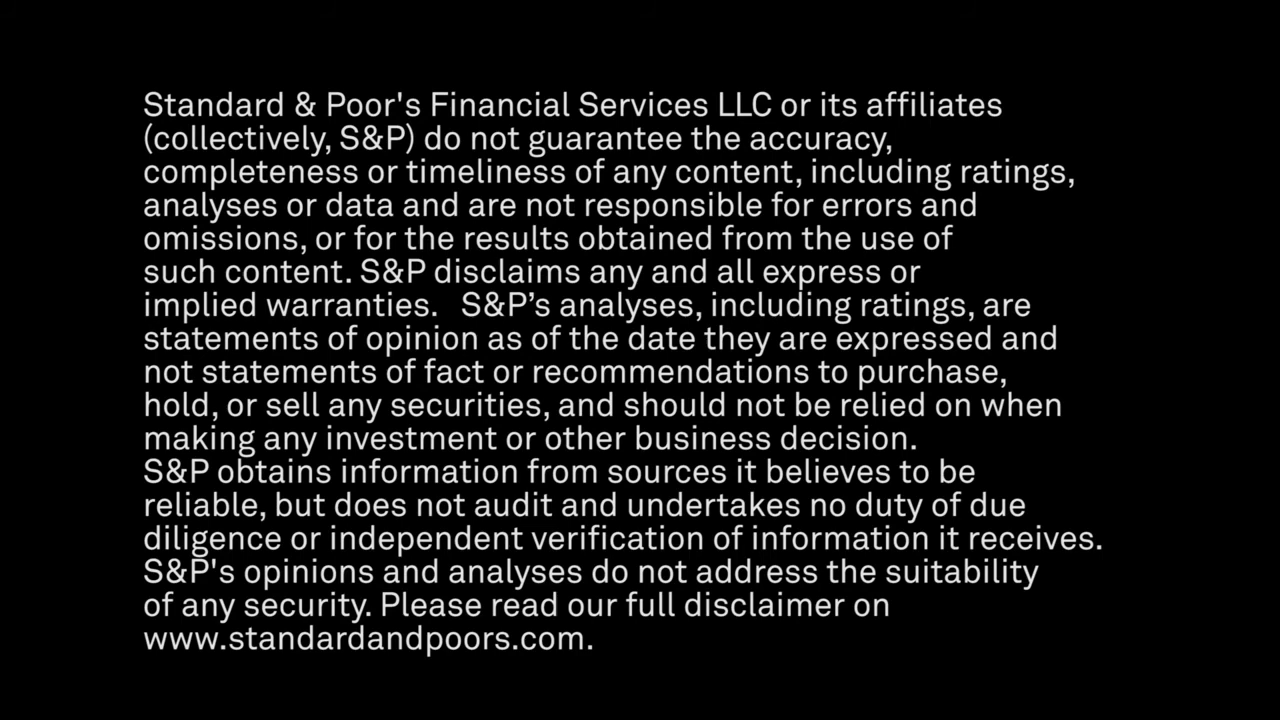 Standard & Poor's Financial Services LLC or its affiliates
(collectively, S&P) do not guarantee the accuracy,
completeness or timeliness of any content, including ratings,
analyses or data and are not responsible for errors and
omissions, or for the results obtained from the use of
such content. S&P disclaims any and all express or
implied warranties.   S&P’s analyses, including ratings, are
statements of opinion as of the date they are expressed and
not statements of fact or recommendations to purchase,
hold, or sell any securities, and should not be relied on when
making any investment or other business decision.
S&P obtains information from sources it believes to be
reliable, but does not audit and undertakes no duty of due
diligence or independent verification of information it receives.
S&P's opinions and analyses do not address the suitability
of any security. Please read our full disclaimer on
www.standardandpoors.com.